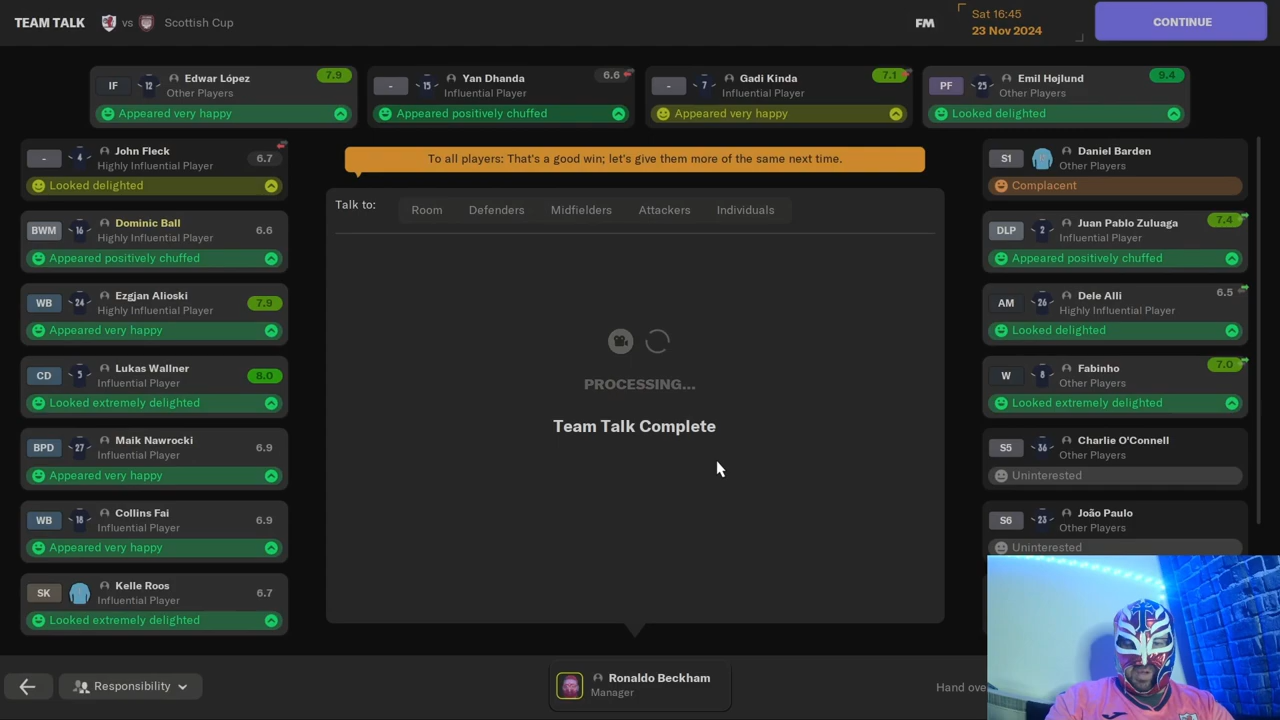 TEAM TALK vs Scottish Cup
FM
Sat 16:45
23 Nov 2024
CONTINUE
IF 12 Edwar López 7.9
Other Players
Appeared very happy
- 15 Yan Dhanda 6.6
Influential Player
Appeared positively chuffed
- 7 Gadi Kinda 7.1
Influential Player
Appeared very happy
PF 25 Emil Hojlund 9.4
Other Players
Looked delighted
- 4 John Fleck 6.7
Highly Influential Player
Looked delighted
BWM 16 Dominic Ball 6.6
Highly Influential Player
Appeared positively chuffed
WB 24 Ezgjan Alioski 7.9
Highly Influential Player
Appeared very happy
CD 5 Lukas Wallner 8.0
Influential Player
Looked extremely delighted
BPD 27 Maik Nawrocki 6.9
Influential Player
Appeared very happy
WB 18 Collins Fai 6.9
Influential Player
Appeared very happy
SK Kelle Roos 6.7
Influential Player
Looked extremely delighted
To all players: That's a good win; let's give them more of the same next time.
Talk to: Room Defenders Midfielders Attackers Individuals
PROCESSING...
Team Talk Complete
S1 Daniel Barden
Other Players
Complacent
DLP 2 Juan Pablo Zuluaga 7.4
Influential Player
Appeared positively chuffed
AM 26 Dele Alli 6.5
Highly Influential Player
Looked delighted
W 8 Fabinho 7.0
Other Players
Looked extremely delighted
S5 36 Charlie O'Connell
Other Players
Uninterested
S6 23 João Paulo
Other Players
Uninterested
Responsibility
Ronaldo Beckham
Manager
Hand ove